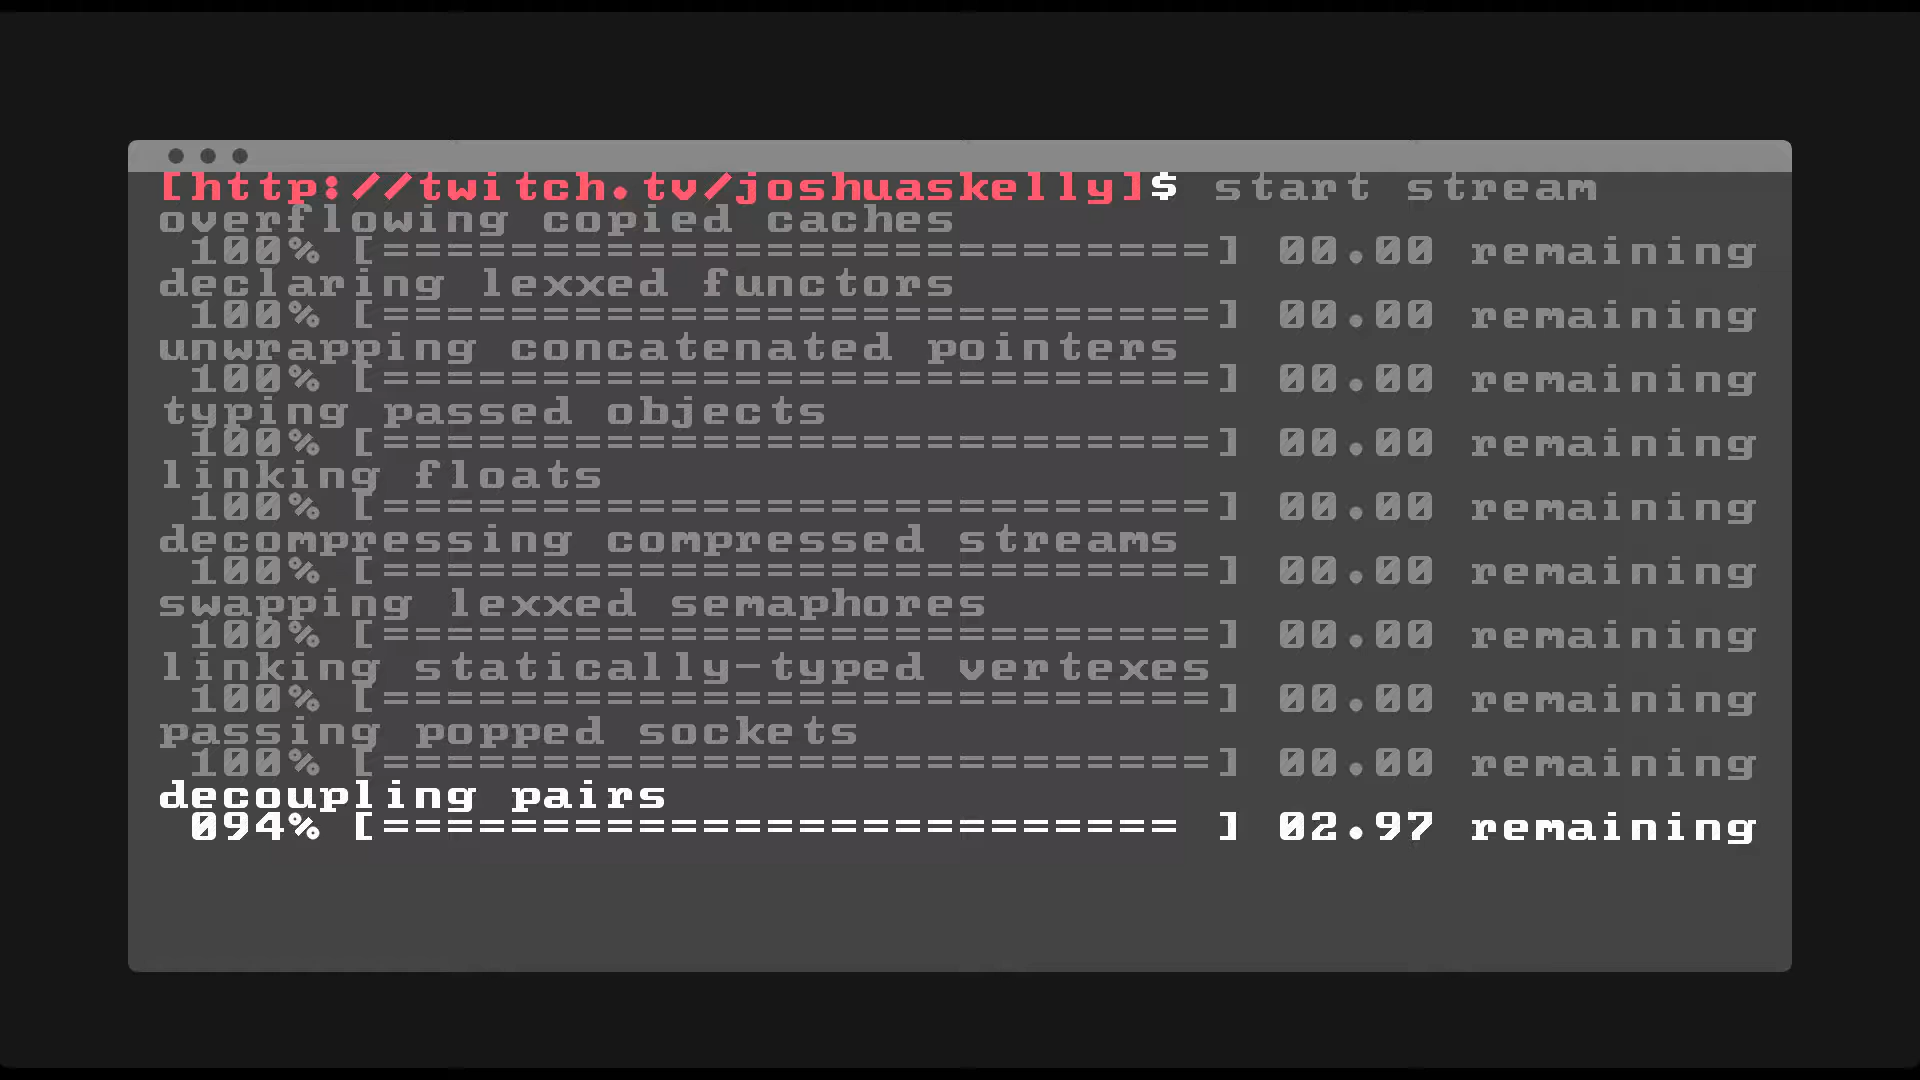 [http://twitch.tv/joshuaskelly]$ start stream
overflowing copied caches
100% [==========================] 00.00 remaining
declaring lexxed functors
100% [==========================] 00.00 remaining
unwrapping concatenated pointers
100% [==========================] 00.00 remaining
typing passed objects
100% [==========================] 00.00 remaining
linking floats
100% [==========================] 00.00 remaining
decompressing compressed streams
100% [==========================] 00.00 remaining
swapping lexxed semaphores
100% [==========================] 00.00 remaining
linking statically-typed vertexes
100% [==========================] 00.00 remaining
passing popped sockets
100% [==========================] 00.00 remaining
decoupling pairs
094% [========================= ] 02.97 remaining